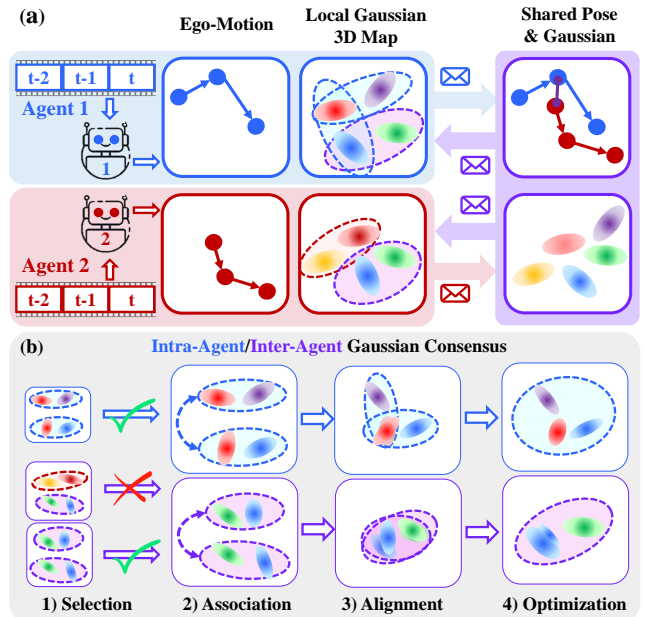 (a)
Ego-Motion
Local Gaussian
3D Map
Shared Pose
& Gaussian
t-2 t-1 t
Agent 1
1
2
Agent 2
t-2 t-1 t
(b)
Intra-Agent/Inter-Agent Gaussian Consensus
1) Selection
2) Association
3) Alignment
4) Optimization